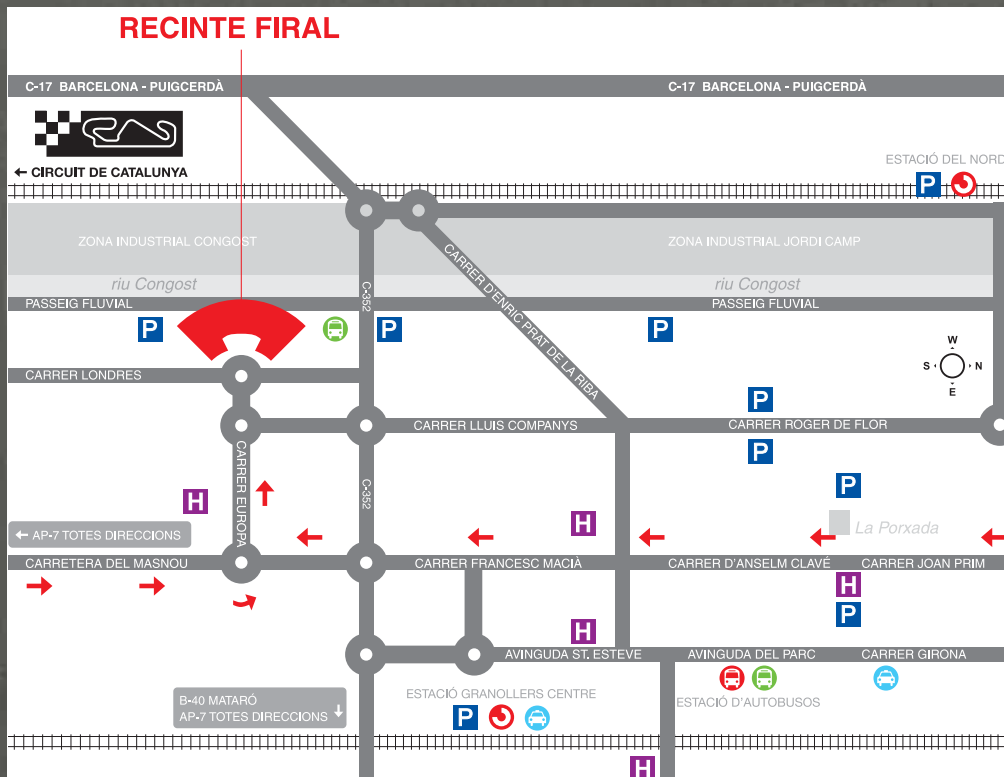 RECINTE FIRAL
C-17 BARCELONA - PUIGCERDÀ
C-17 BARCELONA - PUIGCERDÀ
← CIRCUIT DE CATALUNYA
ESTACIÓ DEL NORD
P
ZONA INDUSTRIAL CONGOST
ZONA INDUSTRIAL JORDI CAMP
riu Congost
riu Congost
C-352
CARRER D'ENRIC PRAT DE LA RIBA
PASSEIG FLUVIAL
PASSEIG FLUVIAL
P
P
P
W
S
N
E
CARRER LONDRES
P
CARRER LLUIS COMPANYS
CARRER ROGER DE FLOR
P
CARRER EUROPA
C-352
P
H
H
La Porxada
← AP-7 TOTES DIRECCIONS
CARRETERA DEL MASNOU
CARRER FRANCESC MACIÀ
CARRER D'ANSELM CLAVÉ
CARRER JOAN PRIM
H
P
H
AVINGUDA ST. ESTEVE
AVINGUDA DEL PARC
CARRER GIRONA
ESTACIÓ D'AUTOBUSOS
B-40 MATARÓ
AP-7 TOTES DIRECCIONS ↓
ESTACIÓ GRANOLLERS CENTRE
P
H